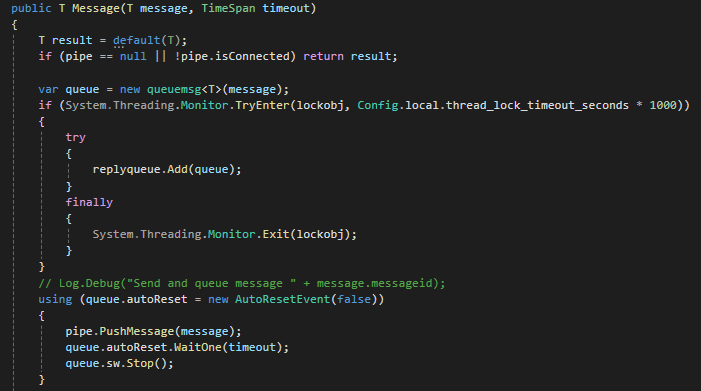 public T Message(T message, TimeSpan timeout)
{
    T result = default(T);
    if (pipe == null || !pipe.isConnected) return result;

    var queue = new queuemsg<T>(message);
    if (System.Threading.Monitor.TryEnter(lockobj, Config.local.thread_lock_timeout_seconds * 1000))
    {
        try
        {
            replyqueue.Add(queue);
        }
        finally
        {
            System.Threading.Monitor.Exit(lockobj);
        }
    }
    // Log.Debug("Send and queue message " + message.messageid);
    using (queue.autoReset = new AutoResetEvent(false))
    {
        pipe.PushMessage(message);
        queue.autoReset.WaitOne(timeout);
        queue.sw.Stop();
    }